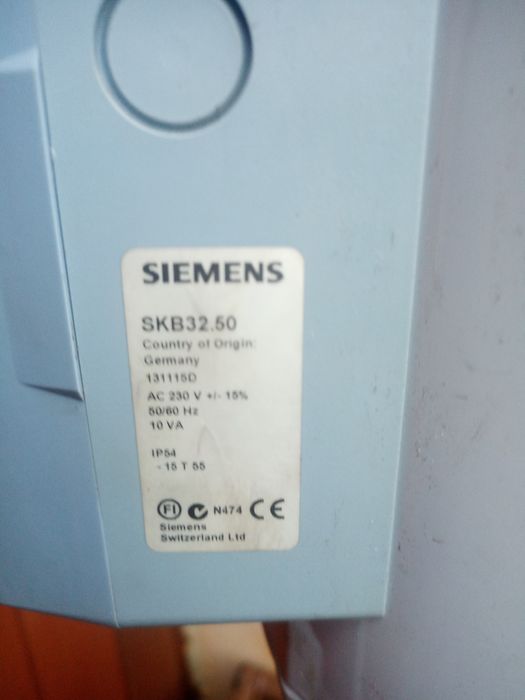 SIEMENS
SKB32.50
Country of Origin:
Germany
131115D
AC 230 V +/- 15%
50/60 Hz
10 VA
IP54
- 15 T 55
FI N474 CE
Siemens
Switzerland Ltd